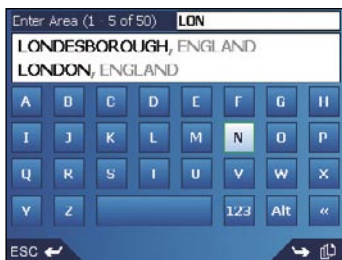 Enter Area (1 - 5 of 50) LON
LONDESBOROUGH, ENGLAND
LONDON, ENGLAND
A B C D E F G H
I J K L M N O P
Q R S T U V W X
Y Z 123 Alt «
ESC